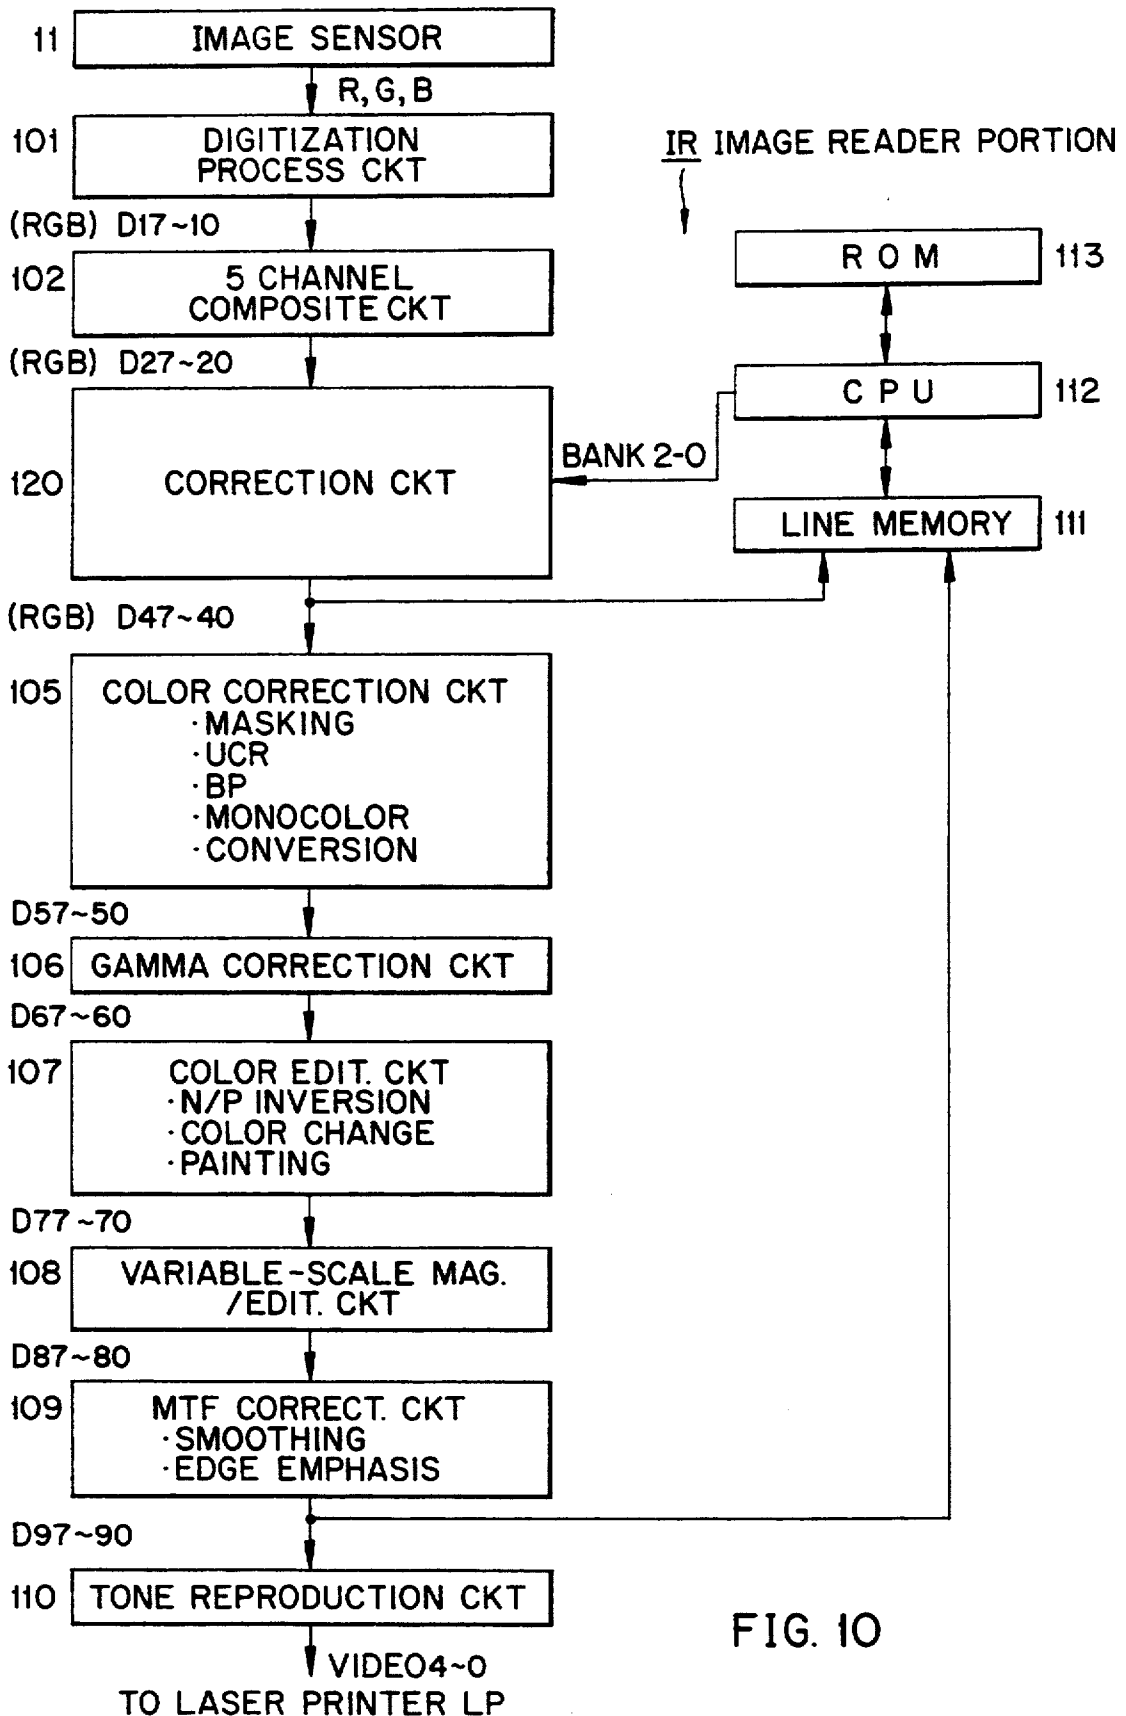 11 IMAGE SENSOR
R, G, B
101 DIGITIZATION
PROCESS CKT
IR IMAGE READER PORTION
(RGB) D17~10
102 5 CHANNEL
COMPOSITE CKT
ROM 113
(RGB) D27~20
CPU 112
BANK 2-0
120 CORRECTION CKT
LINE MEMORY 111
(RGB) D47~40
105 COLOR CORRECTION CKT
·MASKING
·UCR
·BP
·MONOCOLOR
·CONVERSION
D57~50
106 GAMMA CORRECTION CKT
D67~60
107 COLOR EDIT. CKT
·N/P INVERSION
·COLOR CHANGE
·PAINTING
D77~70
108 VARIABLE-SCALE MAG.
/EDIT. CKT
D87~80
109 MTF CORRECT. CKT
·SMOOTHING
·EDGE EMPHASIS
D97~90
110 TONE REPRODUCTION CKT
FIG. 10
VIDEO4~0
TO LASER PRINTER LP